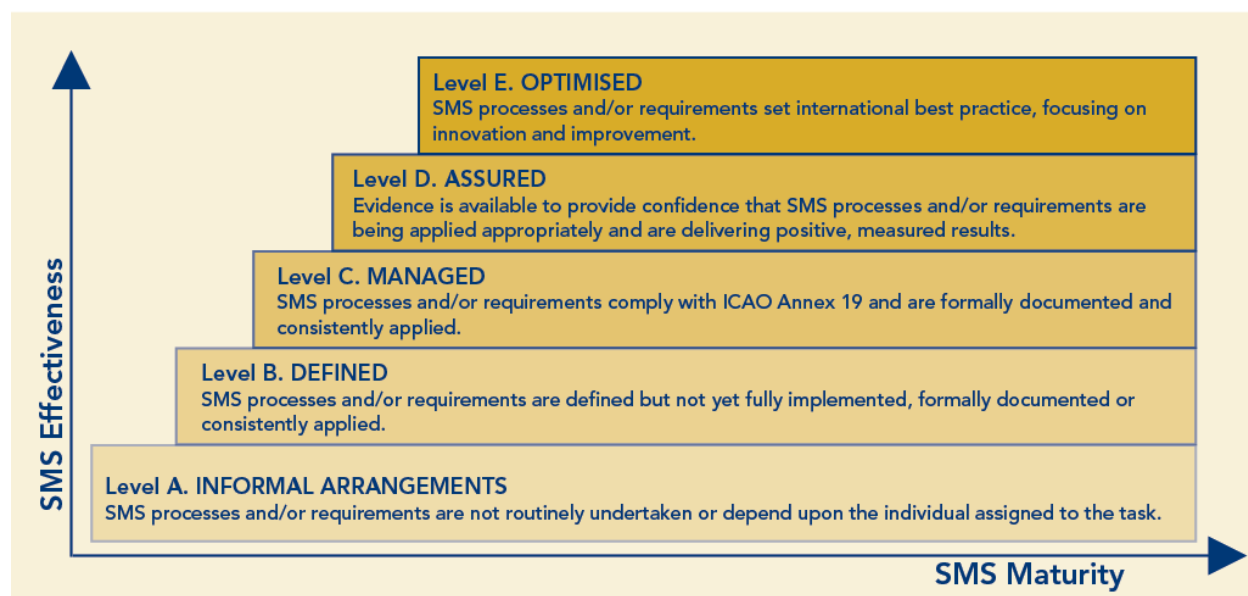 SMS Effectiveness
Level E. OPTIMISED
SMS processes and/or requirements set international best practice, focusing on
innovation and improvement.
Level D. ASSURED
Evidence is available to provide confidence that SMS processes and/or requirements are
being applied appropriately and are delivering positive, measured results.
Level C. MANAGED
SMS processes and/or requirements comply with ICAO Annex 19 and are formally documented and
consistently applied.
Level B. DEFINED
SMS processes and/or requirements are defined but not yet fully implemented, formally documented or
consistently applied.
Level A. INFORMAL ARRANGEMENTS
SMS processes and/or requirements are not routinely undertaken or depend upon the individual assigned to the task.
SMS Maturity